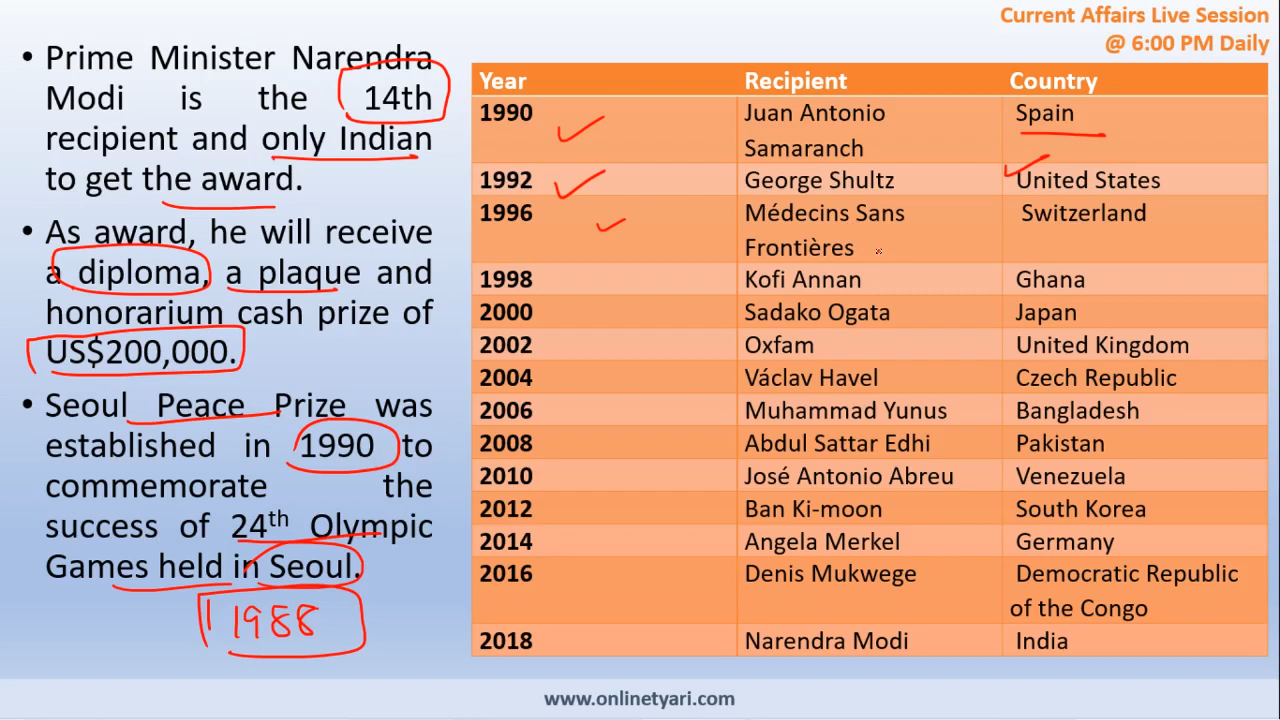 Current Affairs Live Session
@ 6:00 PM Daily
• Prime Minister Narendra
Modi is the 14th
recipient and only Indian
to get the award.
• As award, he will receive
a diploma, a plaque and
honorarium cash prize of
US$200,000.
• Seoul Peace Prize was
established in 1990 to
commemorate the
success of 24th Olympic
Games held in Seoul.
1988
Year Recipient Country
1990 Juan Antonio Spain
Samaranch
1992 George Shultz United States
1996 Médecins Sans Switzerland
Frontières
1998 Kofi Annan Ghana
2000 Sadako Ogata Japan
2002 Oxfam United Kingdom
2004 Václav Havel Czech Republic
2006 Muhammad Yunus Bangladesh
2008 Abdul Sattar Edhi Pakistan
2010 José Antonio Abreu Venezuela
2012 Ban Ki-moon South Korea
2014 Angela Merkel Germany
2016 Denis Mukwege Democratic Republic
of the Congo
2018 Narendra Modi India
www.onlinetyari.com